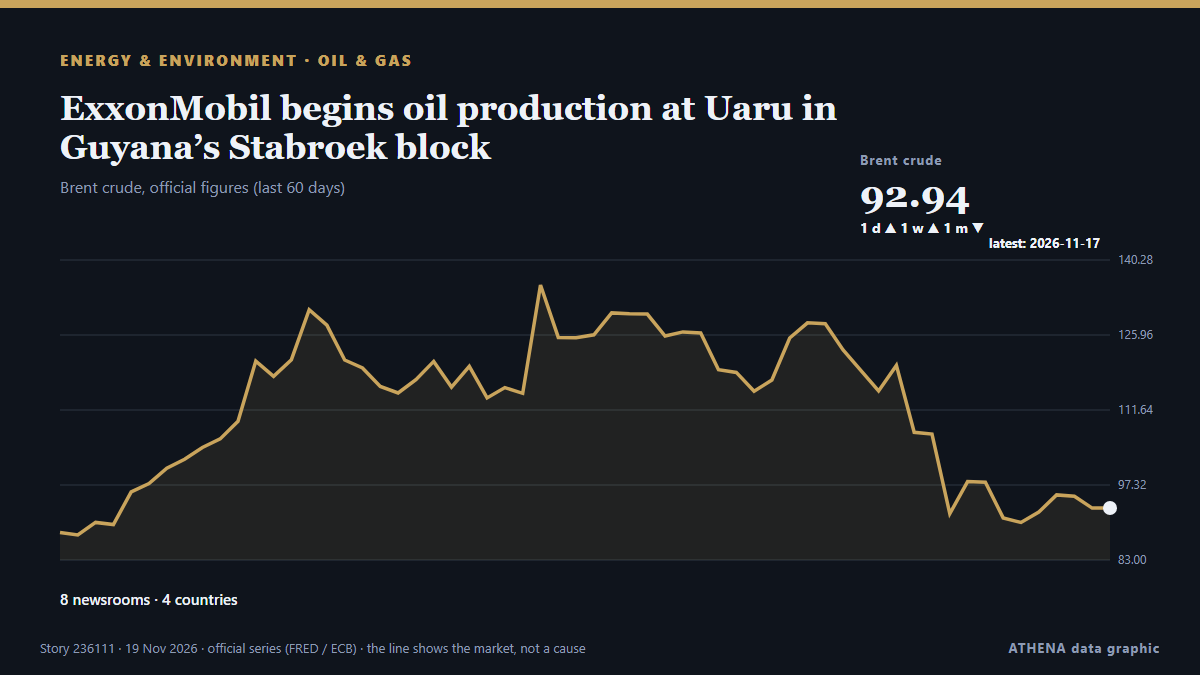 ENERGY & ENVIRONMENT · OIL & GAS
ExxonMobil begins oil production at Uaru in
Guyana’s Stabroek block
Brent crude, official figures (last 60 days)
Brent crude
92.94
1 d ▲ 1 w ▲ 1 m ▼
latest: 2026-11-17
140.28
125.96
111.64
97.32
83.00
8 newsrooms · 4 countries
Story 236111 · 19 Nov 2026 · official series (FRED / ECB) · the line shows the market, not a cause
ATHENA data graphic